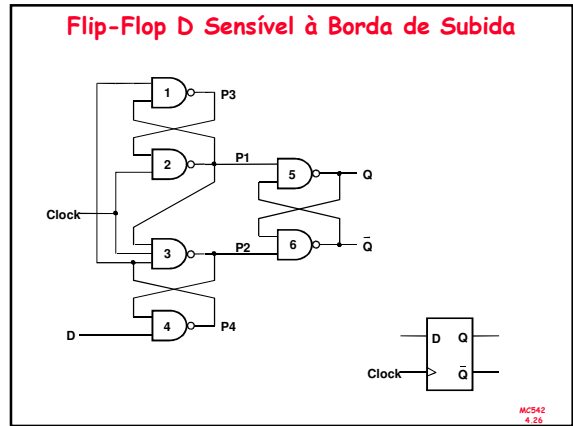 Flip-Flop D Sensível à Borda de Subida
1
P3
2
P1
5
Q
Clock
3
P2
6
Q̄
4
P4
D
D Q
Clock
Q̄
MC542
4.26